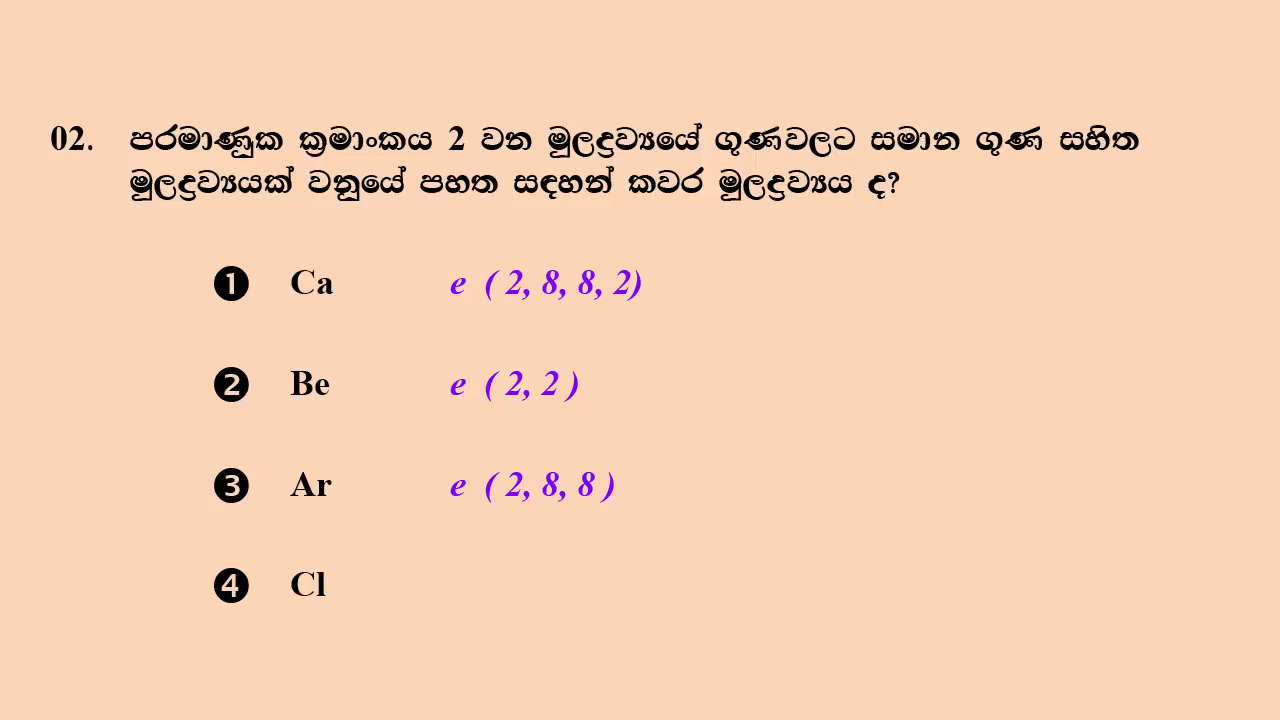 02. පරමාණුක ක්‍රමාංකය 2 වන මුලද්‍රව්‍යයේ ගුණවලට සමාන ගුණ සහිත
මුලද්‍රව්‍යයක් වනුයේ පහත සඳහන් කවර මුලද්‍රව්‍යය ද?
❶ Ca e ( 2, 8, 8, 2)
❷ Be e ( 2, 2 )
❸ Ar e ( 2, 8, 8 )
❹ Cl